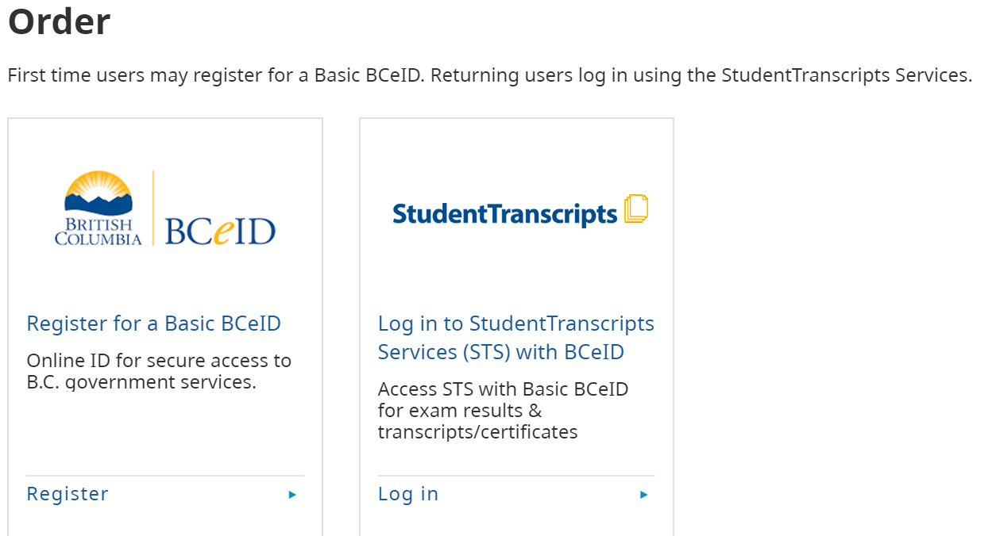 Order
First time users may register for a Basic BCeID. Returning users log in using the StudentTranscripts Services.
BRITISH
COLUMBIA
BCeID
Register for a Basic BCeID
Online ID for secure access to
B.C. government services.
Register
StudentTranscripts
Log in to StudentTranscripts
Services (STS) with BCeID
Access STS with Basic BCeID
for exam results &
transcripts/certificates
Log in